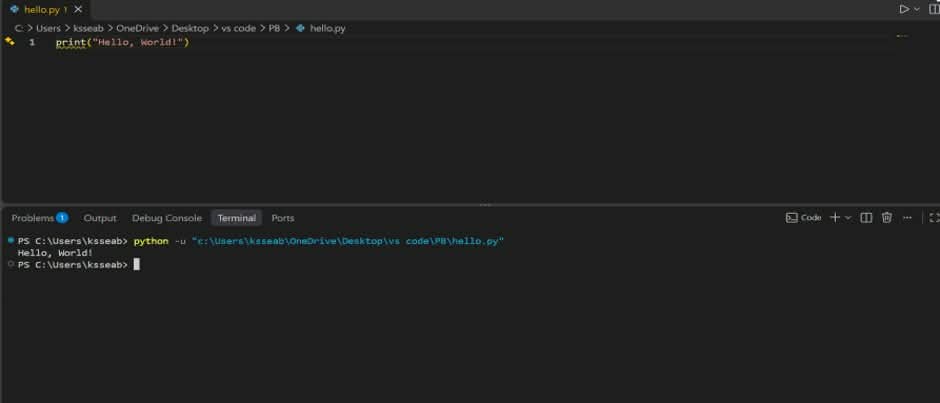 hello.py 1
C: > Users > ksseab > OneDrive > Desktop > vs code > PB > hello.py
1 print("Hello, World!")
Problems 1 Output Debug Console Terminal Ports Code
PS C:\Users\ksseab> python -u "c:\Users\ksseab\OneDrive\Desktop\vs code\PB\hello.py"
Hello, World!
PS C:\Users\ksseab>